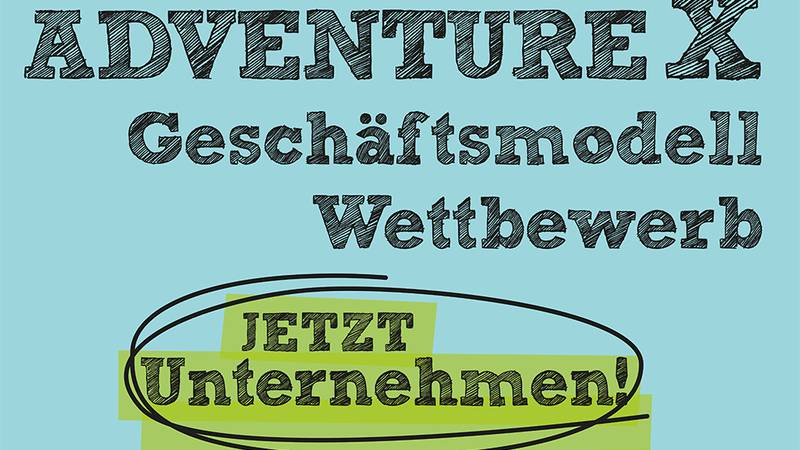 ADVENTURE X
Geschäftsmodell
Wettbewerb
JETZT
Unternehmen!